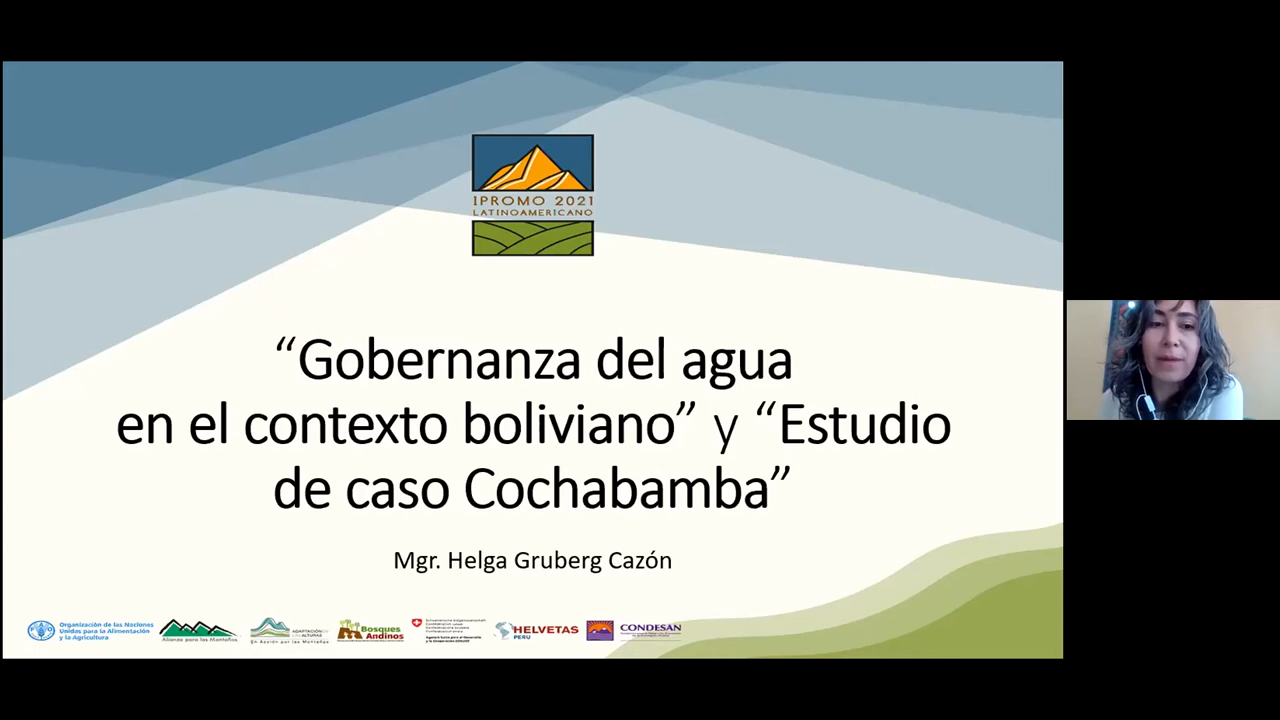 IPROMO 2021
LATINOAMERICANO
“Gobernanza del agua
en el contexto boliviano” y “Estudio
de caso Cochabamba”
Mgr. Helga Gruberg Cazón
Organización de las Naciones
Unidas para la Alimentación
y la Agricultura
Alianza para las Montañas
ADAPTACIÓN
ALTURAS
En Acción por las Montañas
Bosques
Andinos
HELVETAS
PERU
CONDESAN